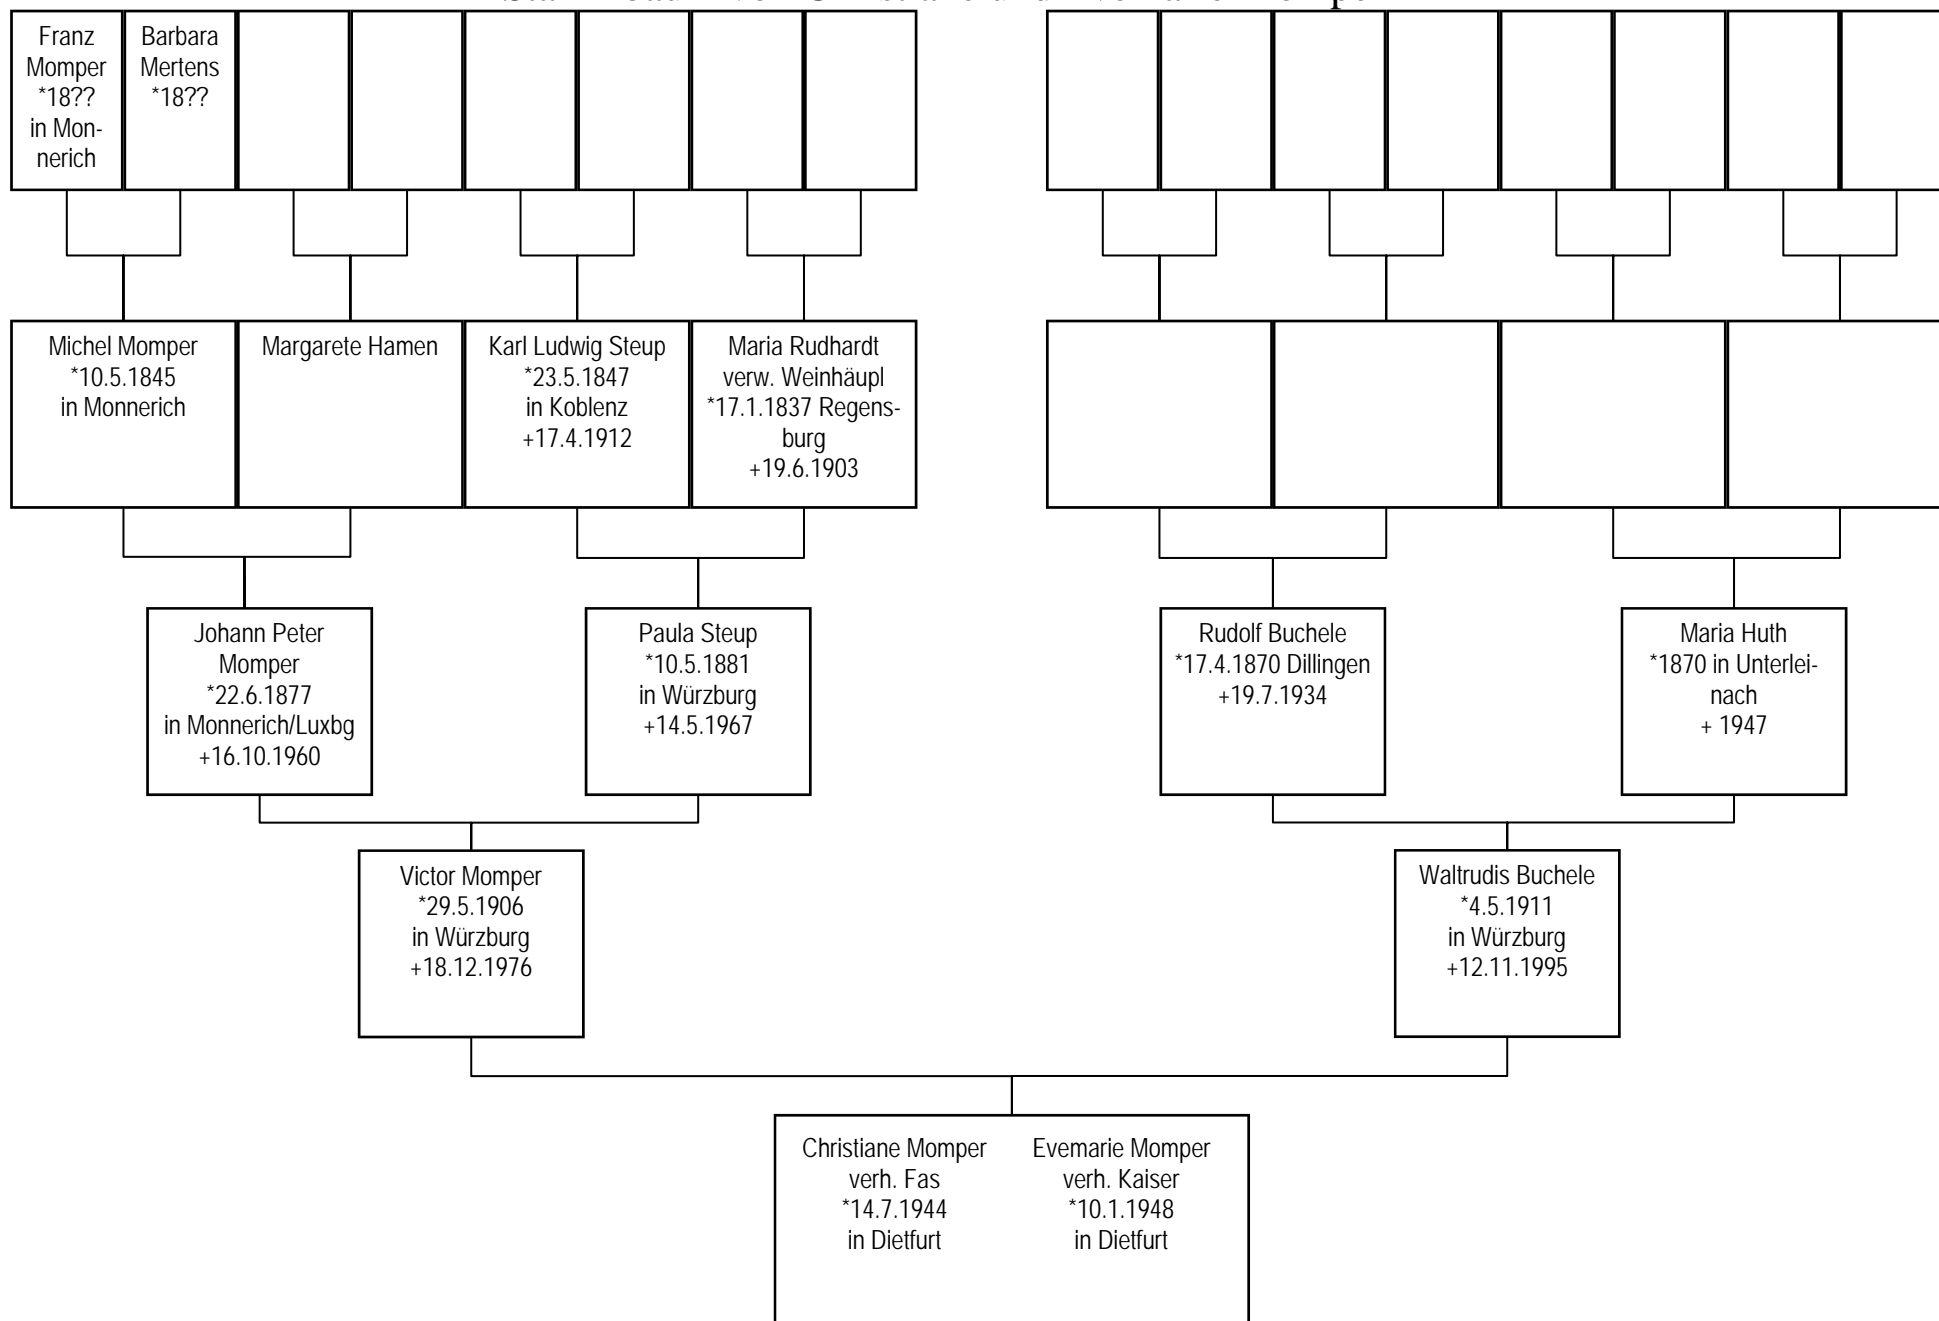 Franz
Momper
*18??
in Mon-
nerich
Barbara
Mertens
*18??
Michel Momper
*10.5.1845
in Monnerich
Margarete Hamen
Karl Ludwig Steup
*23.5.1847
in Koblenz
+17.4.1912
Maria Rudhardt
verw. Weinhäupl
*17.1.1837 Regens-
burg
+19.6.1903
Johann Peter
Momper
*22.6.1877
in Monnerich/Luxbg
+16.10.1960
Paula Steup
*10.5.1881
in Würzburg
+14.5.1967
Rudolf Buchele
*17.4.1870 Dillingen
+19.7.1934
Maria Huth
*1870 in Unterlei-
nach
+ 1947
Victor Momper
*29.5.1906
in Würzburg
+18.12.1976
Waltrudis Buchele
*4.5.1911
in Würzburg
+12.11.1995
Christiane Momper
verh. Fas
*14.7.1944
in Dietfurt
Evemarie Momper
verh. Kaiser
*10.1.1948
in Dietfurt